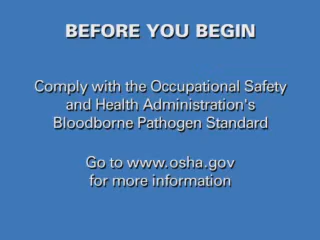 BEFORE YOU BEGIN
Comply with the Occupational Safety
and Health Administration's
Bloodborne Pathogen Standard
Go to www.osha.gov
for more information